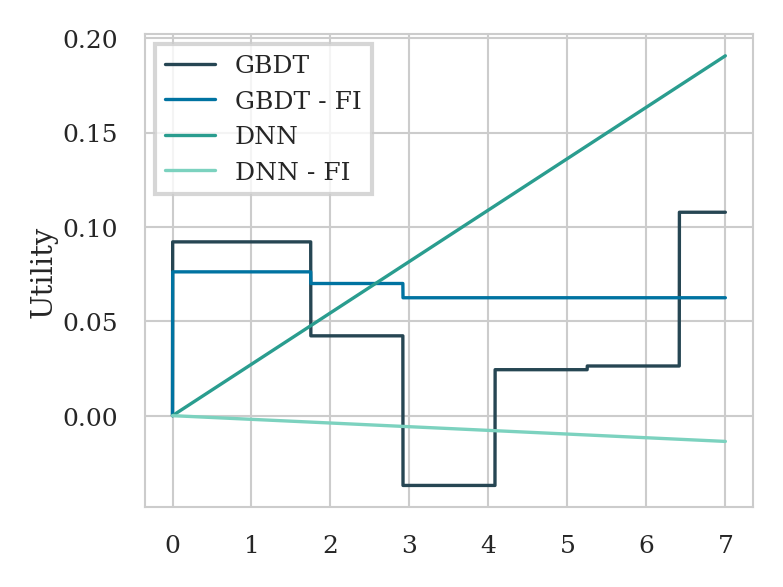 0.20
0.15
0.10
0.05
0.00
Utility
GBDT
GBDT - FI
DNN
DNN - FI
0 1 2 3 4 5 6 7